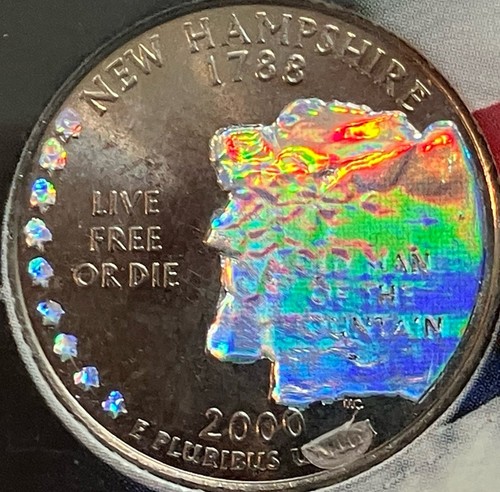 NEW HAMPSHIRE
1788
LIVE
FREE
OR DIE
OLD MAN
OF THE
MOUNTAIN
2000
E PLURIBUS